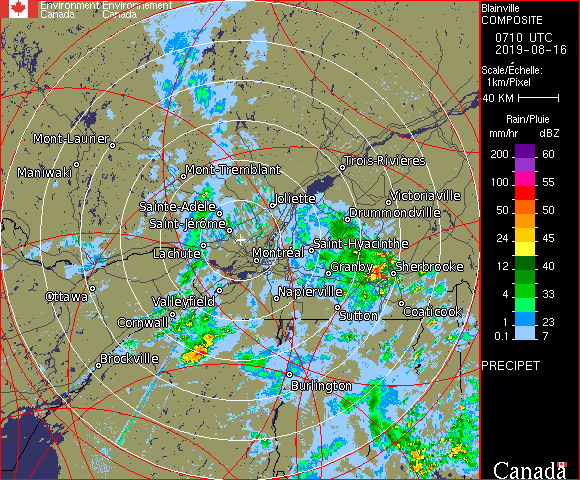 Environment Environnement
Canada Canada
Blainville
COMPOSITE
0710 UTC
2019-08-16
Scale/Échelle:
1km/Pixel
40 KM
Rain/Pluie
mm/hr dBZ
200 60
100 55
50 50
24 45
12 40
4 33
1 23
0.1 7
PRECIPET
Canada
Mont-Laurier
Maniwaki
Mont-Tremblant
Trois-Rivières
Sainte-Adele
Joliette
Victoriaville
Saint-Jérome
Drummondville
Lachute
Montréal
Saint-Hyacinthe
Granby
Sherbrooke
Ottawa
Valleyfield
Napierville
Cornwall
Sutton
Coaticook
Brockville
Burlington